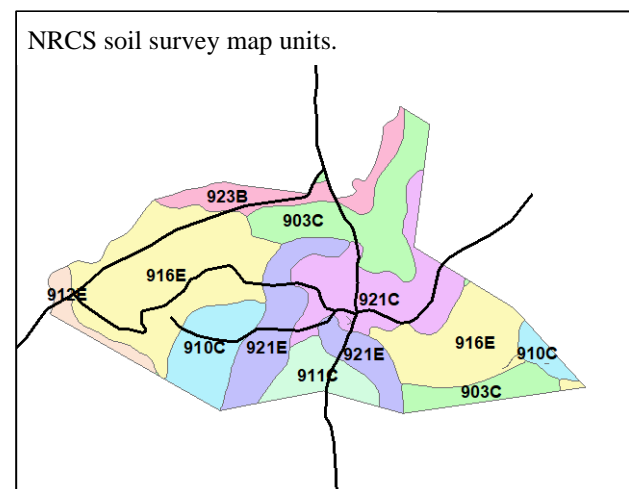 NRCS soil survey map units.
923B
903C
916E
912E
921C
910C
921E
921E
916E
910C
911C
903C